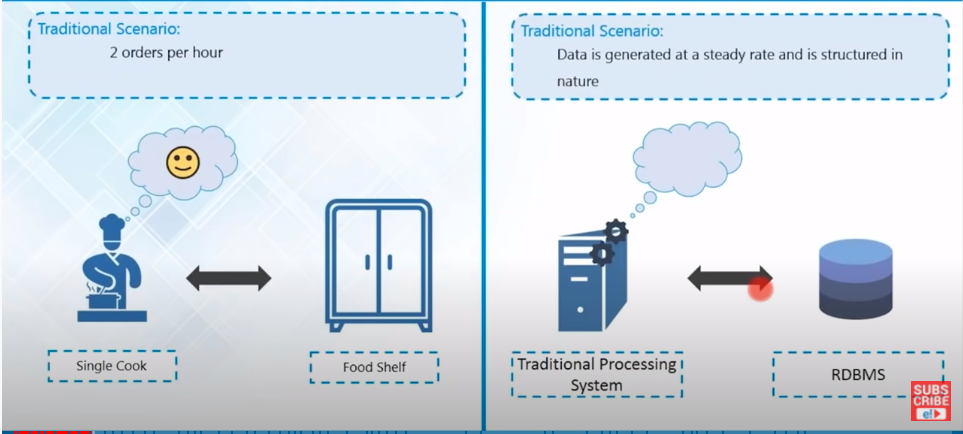 Traditional Scenario:
2 orders per hour
Single Cook
Food Shelf
Traditional Scenario:
Data is generated at a steady rate and is structured in
nature
Traditional Processing
System
RDBMS
SUBS
CRIBE
e!